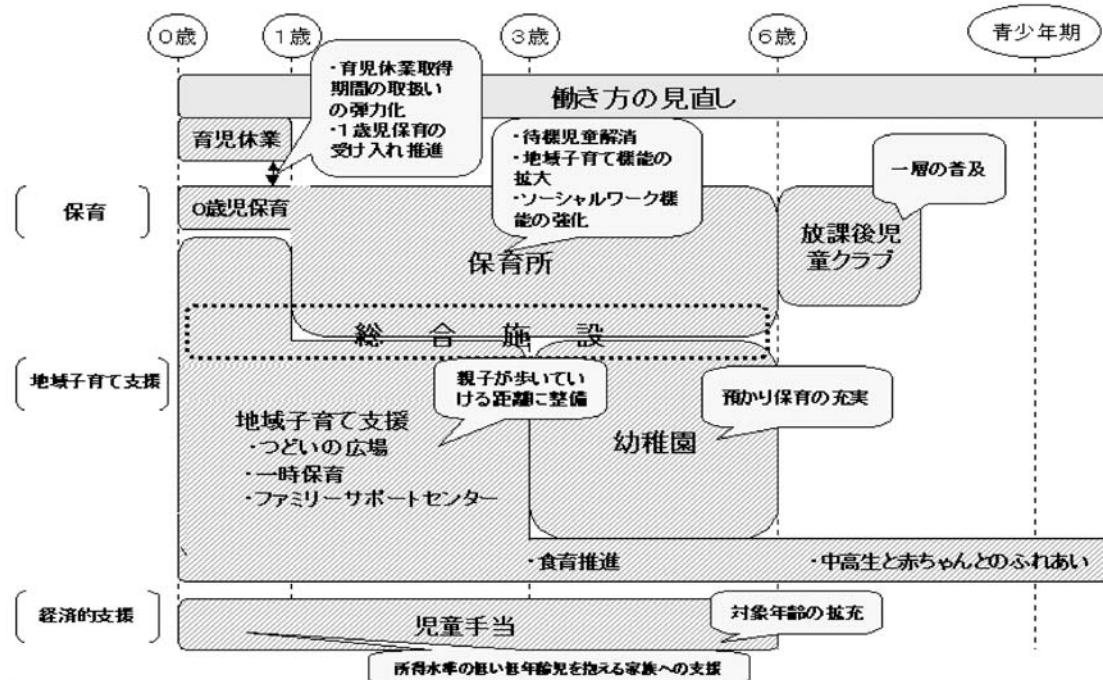 0歳
1歳
3歳
6歳
青少年期
働き方の見直し
・育児休業取得
期間の取扱い
の弾力化
・1歳児保育の
受け入れ推進
育児休業
・待機児童解消
・地域子育て機能の
拡大
・ソーシャルワーク機
能の強化
一層の普及
保育
0歳児保育
保育所
放課後児
童クラブ
総合施設
地域子育て支援
親子が歩いてい
ける距離に整備
預かり保育の充実
地域子育て支援
・つどいの広場
・一時保育
・ファミリーサポートセンター
幼稚園
・食育推進
・中高生と赤ちゃんとのふれあい
経済的支援
児童手当
対象年齢の拡充
所得水準の低い低年齢児を抱える家族への支援